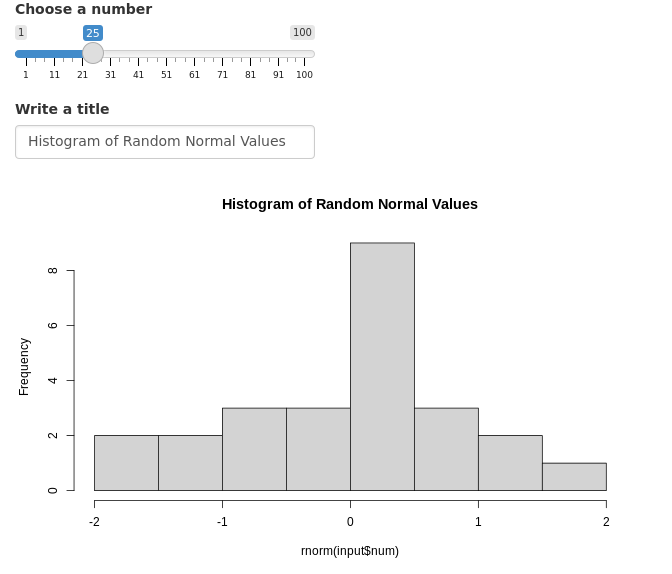 Choose a number
1 25 100
1 11 21 31 41 51 61 71 81 91 100
Write a title
Histogram of Random Normal Values
Histogram of Random Normal Values
8
6
4
2
0
Frequency
-2 -1 0 1 2
rnorm(input$num)